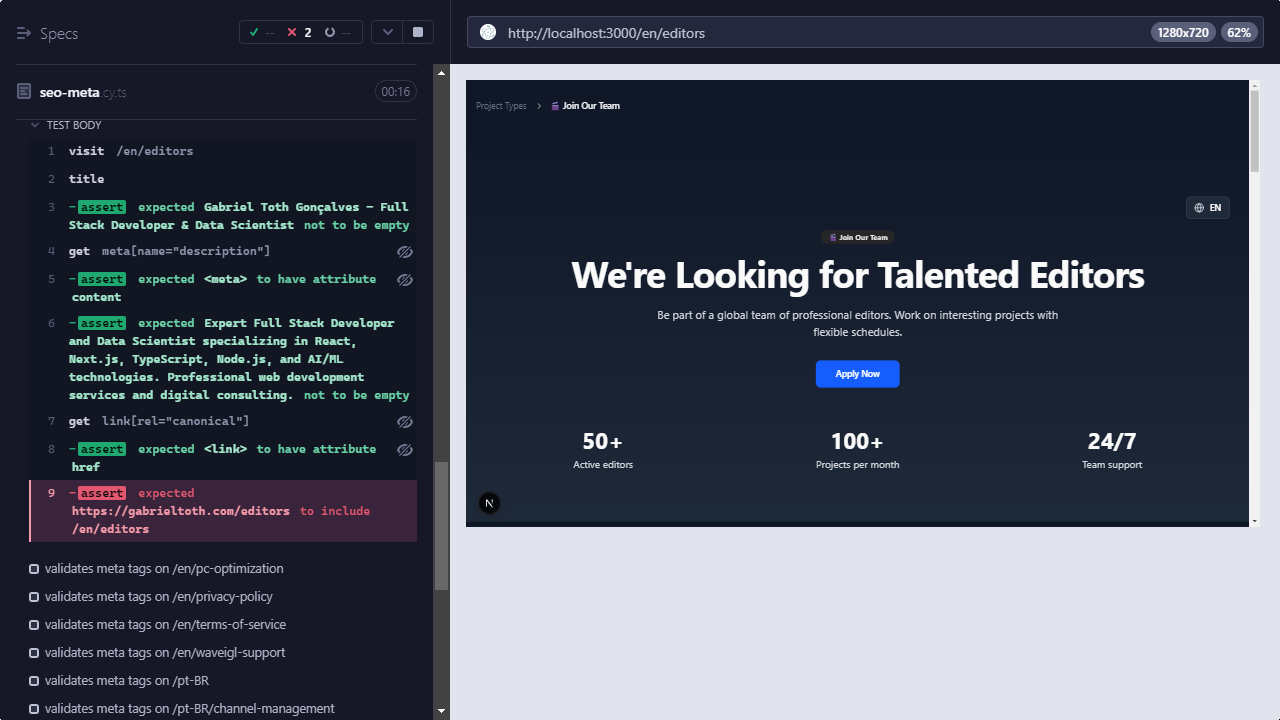 Specs
-- 2 --
seo-meta.cy.ts 00:16
TEST BODY
1 visit /en/editors
2 title
3 -assert expected Gabriel Toth Gonçalves - Full
Stack Developer & Data Scientist not to be empty
4 get meta[name="description"]
5 -assert expected <meta> to have attribute
content
6 -assert expected Expert Full Stack Developer
and Data Scientist specializing in React,
Next.js, TypeScript, Node.js, and AI/ML
technologies. Professional web development
services and digital consulting. not to be empty
7 get link[rel="canonical"]
8 -assert expected <link> to have attribute
href
9 -assert expected
https://gabrieltoth.com/editors to include
/en/editors
validates meta tags on /en/pc-optimization
validates meta tags on /en/privacy-policy
validates meta tags on /en/terms-of-service
validates meta tags on /en/waveigl-support
validates meta tags on /pt-BR
validates meta tags on /pt-BR/channel-management
http://localhost:3000/en/editors 1280x720 62%
Project Types > Join Our Team
EN
Join Our Team
We're Looking for Talented Editors
Be part of a global team of professional editors. Work on interesting projects with
flexible schedules.
Apply Now
50+ 100+ 24/7
Active editors Projects per month Team support
N